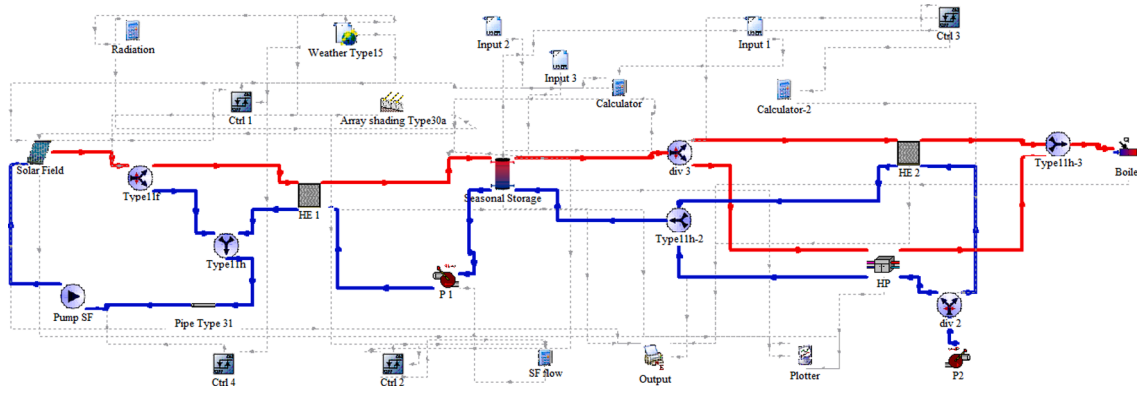 Radiation
Weather Type15
Input 2
Input 3
Input 1
Ctrl 3
Ctrl 1
Array shading Type30a
Calculator
Calculator-2
Solar Field
Type11f
HE 1
Seasonal Storage
div 3
HE 2
Type11h-3
Boile
Type11h
Type11h-2
P 1
HP
Pump SF
Pipe Type 31
div 2
Ctrl 4
Ctrl 2
SF flow
Output
Plotter
P2